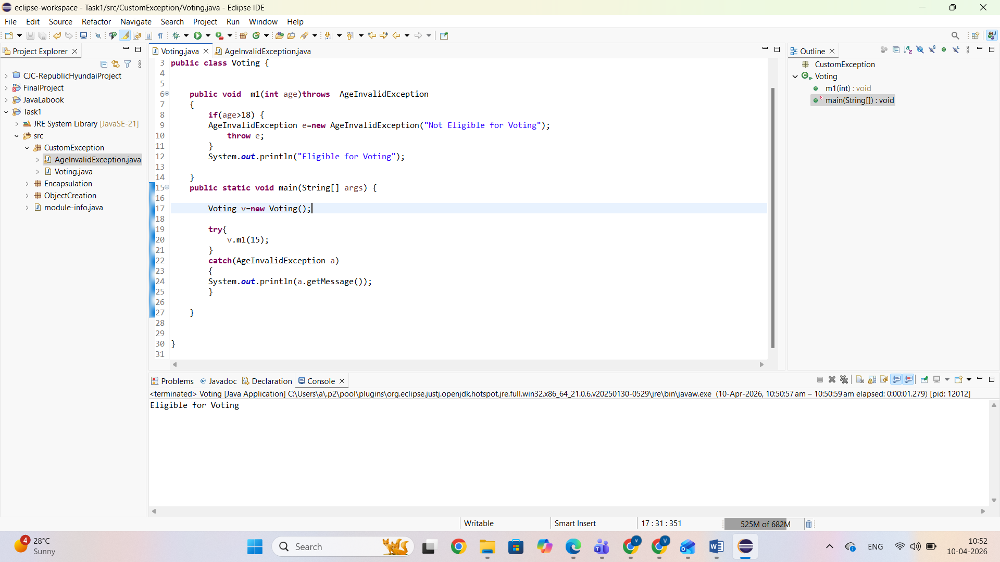 eclipse-workspace - Task1/src/CustomException/Voting.java - Eclipse IDE
File Edit Source Refactor Navigate Search Project Run Window Help
Project Explorer
CJC-RepublicHyundaiProject
FinalProject
JavaLabook
Task1
JRE System Library [JavaSE-21]
src
CustomException
AgeInvalidException.java
Voting.java
Encapsulation
ObjectCreation
module-info.java
Voting.java AgeInvalidException.java
3 public class Voting {
4
5
6 public void  m1(int age)throws  AgeInvalidException
7 {
8 if(age>18) {
9 AgeInvalidException e=new AgeInvalidException("Not Eligible for Voting");
10 throw e;
11 }
12 System.out.println("Eligible for Voting");
13
14 }
15 public static void main(String[] args) {
16
17 Voting v=new Voting();
18
19 try{
20 v.m1(15);
21 }
22 catch(AgeInvalidException a)
23 {
24 System.out.println(a.getMessage());
25 }
26
27 }
28
29
30 }
31
Outline
CustomException
Voting
m1(int) : void
main(String[]) : void
Problems Javadoc Declaration Console
<terminated> Voting [Java Application] C:\Users\a\.p2\pool\plugins\org.eclipse.justj.openjdk.hotspot.jre.full.win32.x86_64_21.0.6.v20250130-0529\jre\bin\javaw.exe (10-Apr-2026, 10:50:57 am – 10:50:59 am elapsed: 0:00:01.279) [pid: 12012]
Eligible for Voting
Writable Smart Insert 17 : 31 : 351 525M of 682M
4
28°C
Sunny
Search
ENG
10:52
10-04-2026